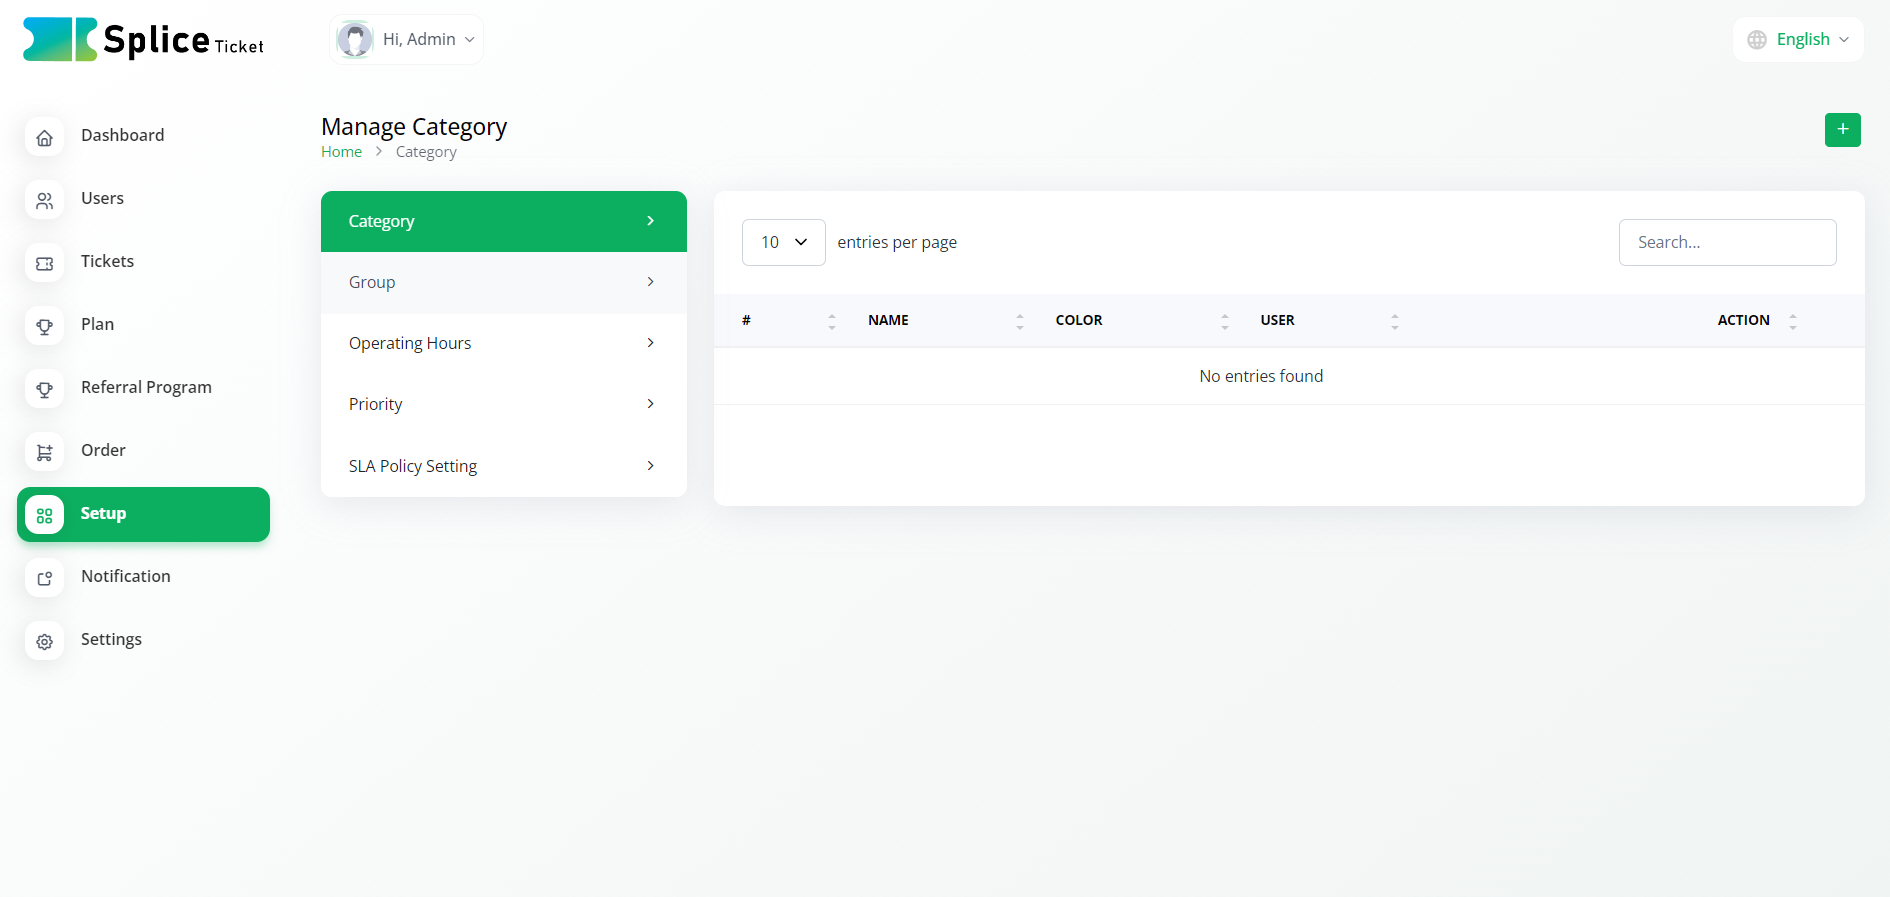 Splice Ticket
Hi, Admin
English
Dashboard
Users
Tickets
Plan
Referral Program
Order
Setup
Notification
Settings
Manage Category
Home > Category
+
Category
Group
Operating Hours
Priority
SLA Policy Setting
10 entries per page
Search...
# NAME COLOR USER ACTION
No entries found